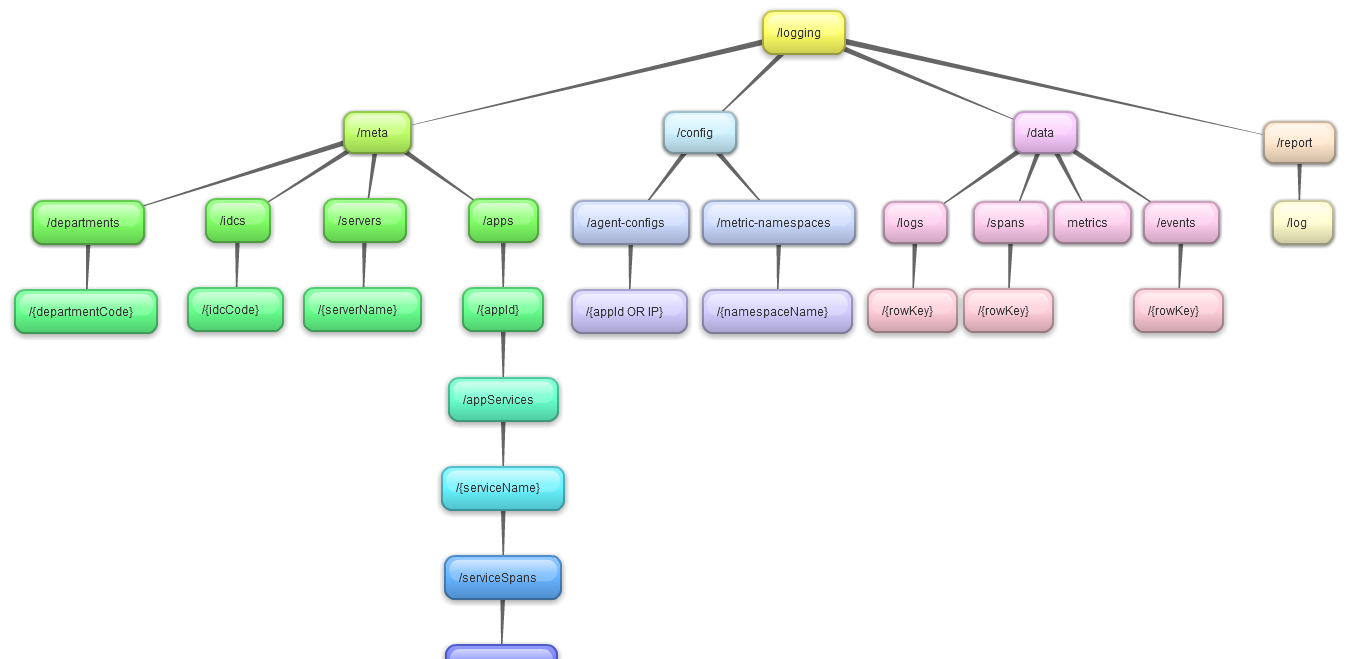 /logging
/meta
/config
/data
/report
/departments
/idcs
/servers
/apps
/agent-configs
/metric-namespaces
/logs
/spans
metrics
/events
/log
/{departmentCode}
/{idcCode}
/{serverName}
/{appId}
/{appId OR IP}
/{namespaceName}
/{rowKey}
/{rowKey}
/{rowKey}
/appServices
/{serviceName}
/serviceSpans